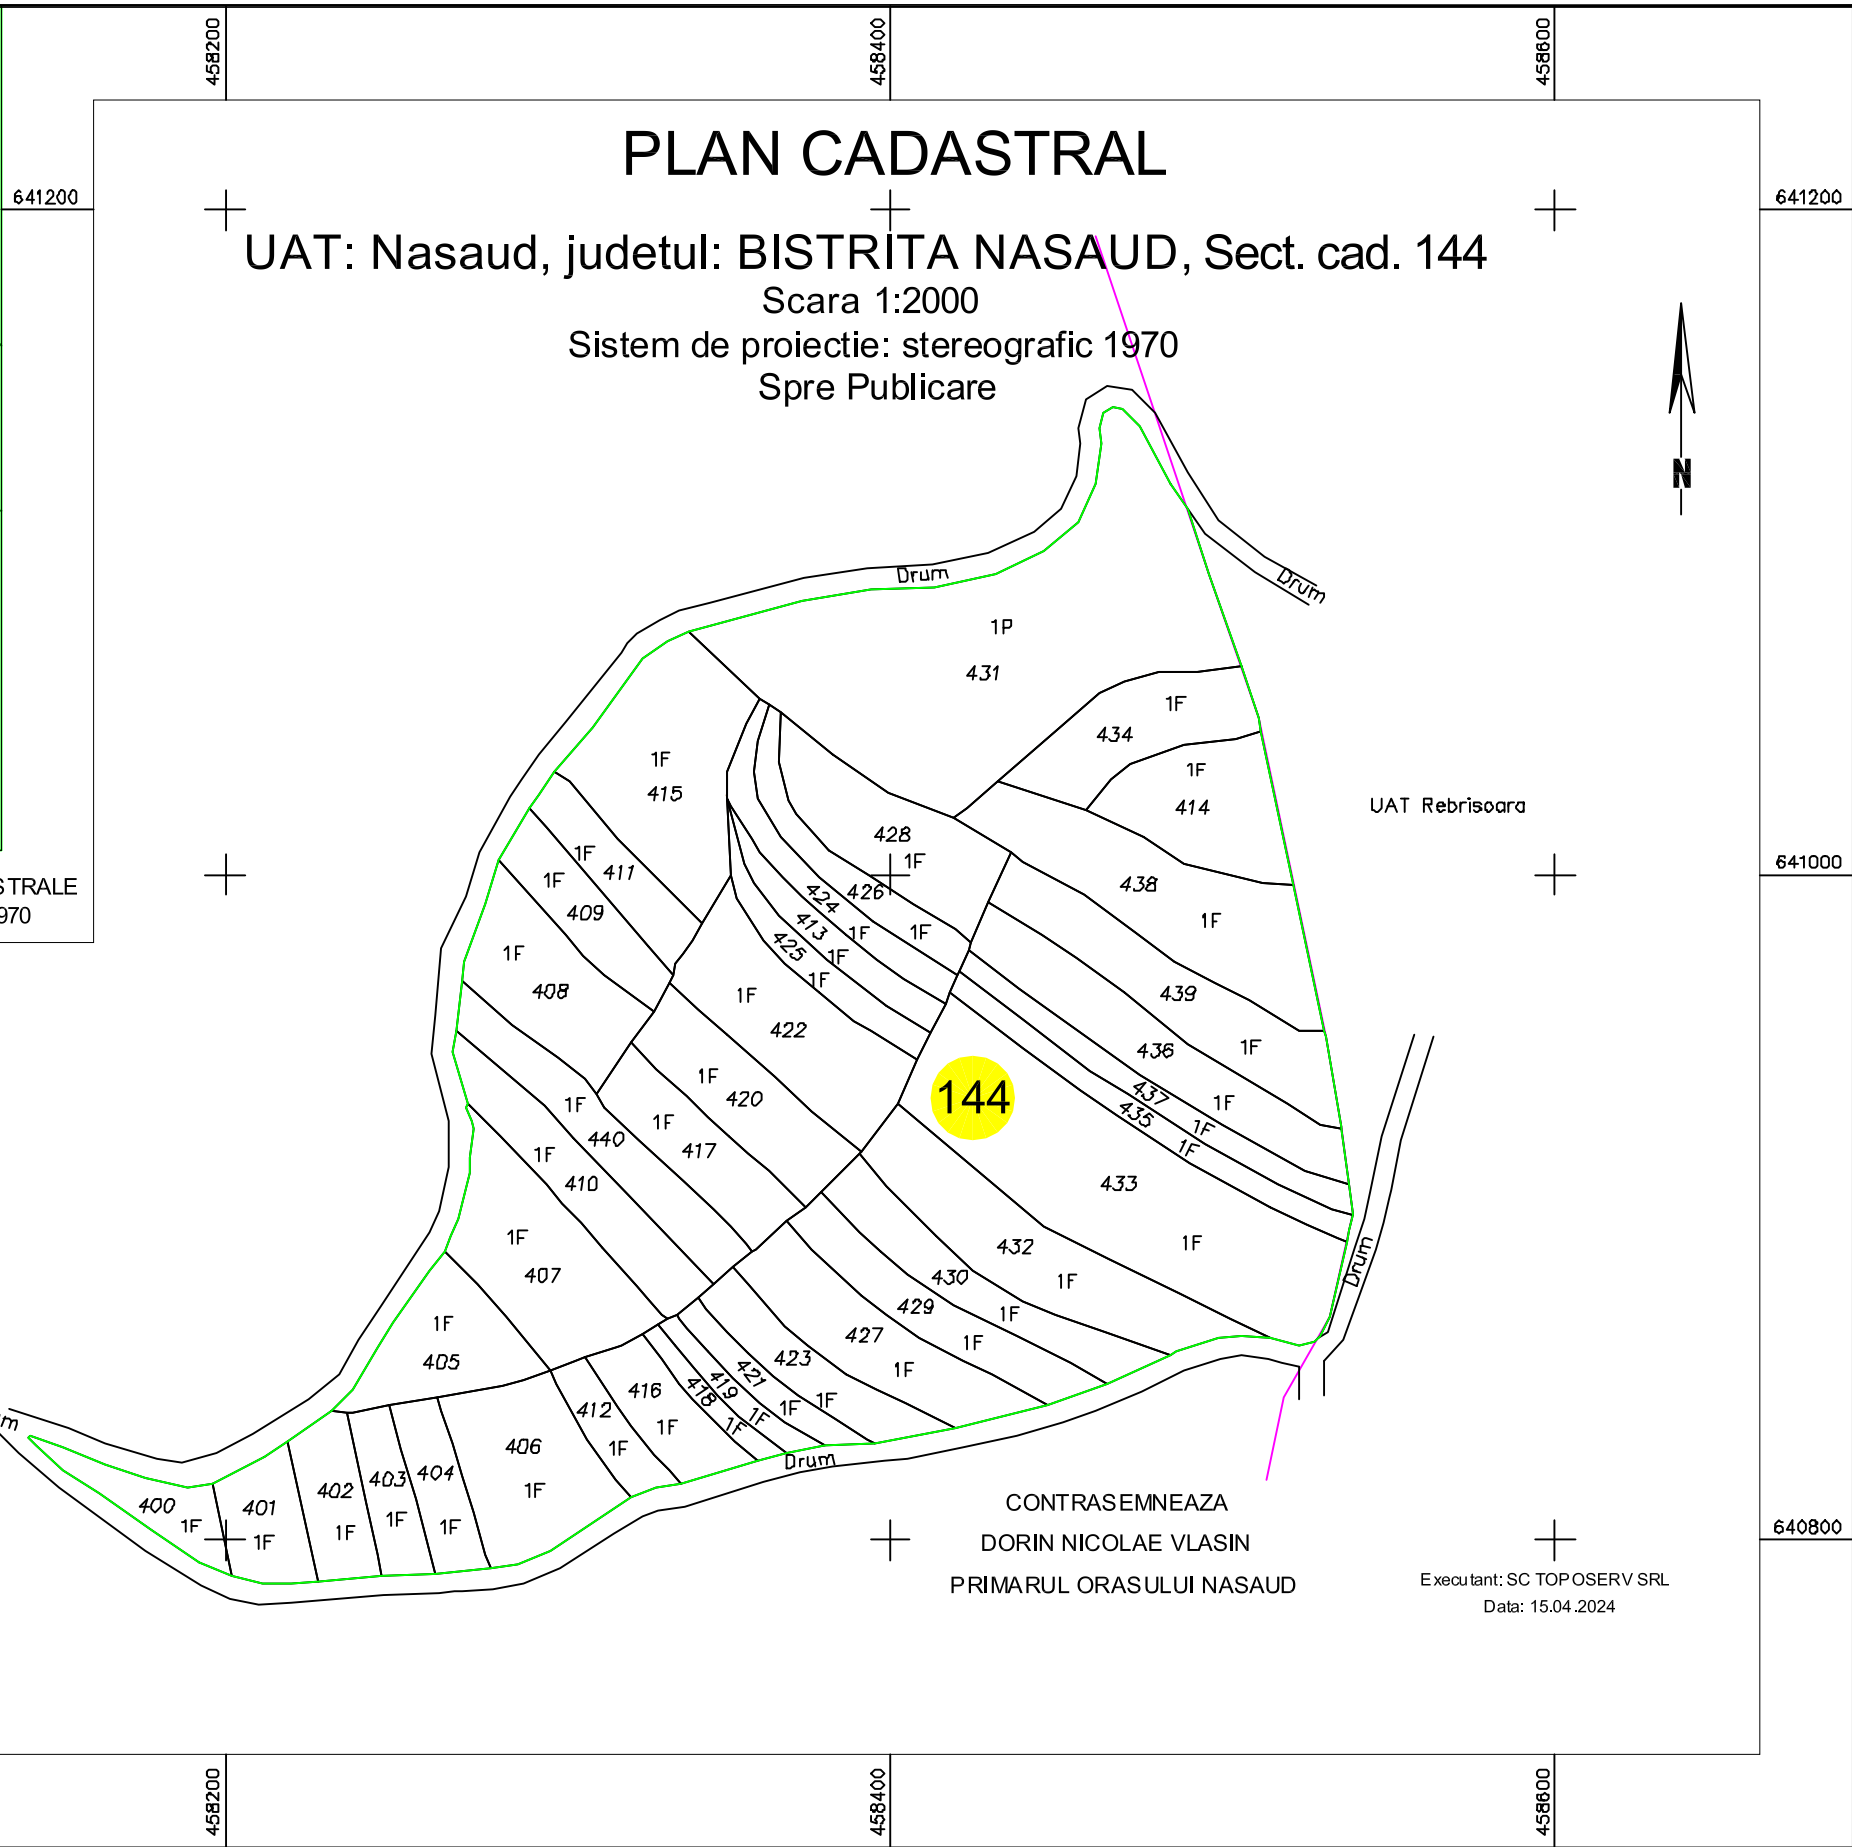 458200
458400
458600
PLAN CADASTRAL
641200
641200
UAT: Nasaud, judetul: BISTRITA NASAUD, Sect. cad. 144
Scara 1:2000
Sistem de proiectie: stereografic 1970
Spre Publicare
N
Drum
Drum
1P
431
1F
434
1F
415
1F
414
UAT Rebrisoara
428
1F
1F
411
1F
409
641000
641000
STRALE
970
438
1F
424
426
413
1F
1F
425
1F
1F
1F
408
1F
422
439
1F
436
1F
420
144
437
1F
435
1F
1F
1F
440
1F
417
1F
410
433
1F
1F
407
432
1F
430
1F
429
1F
Drum
1F
405
427
1F
423
1F
421
1F
419
1F
418
1F
416
1F
412
1F
406
1F
404
1F
403
1F
402
1F
401
1F
400
1F
Drum
CONTRASEMNEAZA
DORIN NICOLAE VLASIN
PRIMARUL ORASULUI NASAUD
640800
Executant: SC TOPOSERV SRL
Data: 15.04.2024
458200
458400
458600